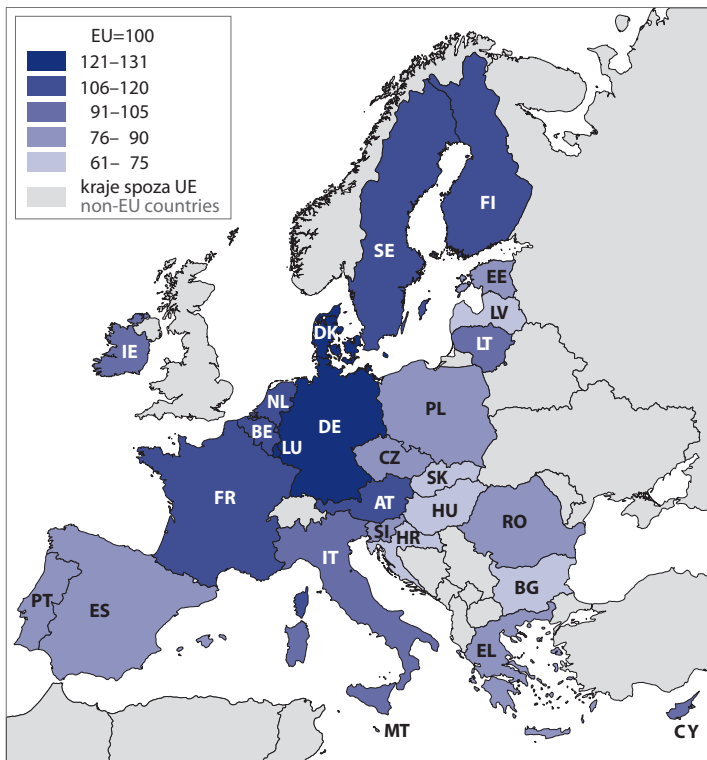 EU=100
121–131
106–120
91–105
76– 90
61– 75
kraje spoza UE
non-EU countries
FI
SE
EE
LV
DK
LT
IE
NL
PL
DE
BE
LU
CZ
SK
FR
AT
HU
SI
HR
RO
IT
BG
PT
ES
EL
MT
CY